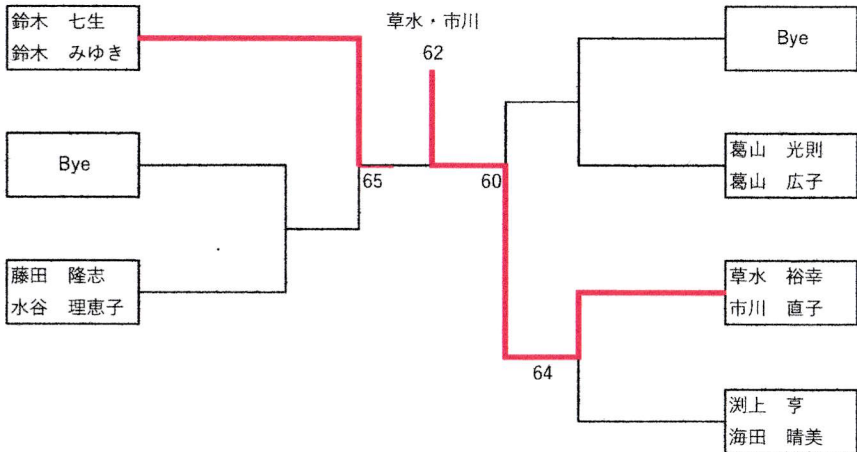 鈴木 七生
鈴木 みゆき
Bye
藤田 隆志
水谷 理恵子
草水・市川
62
65
60
64
Bye
葛山 光則
葛山 広子
草水 裕幸
市川 直子
渕上 亨
海田 晴美